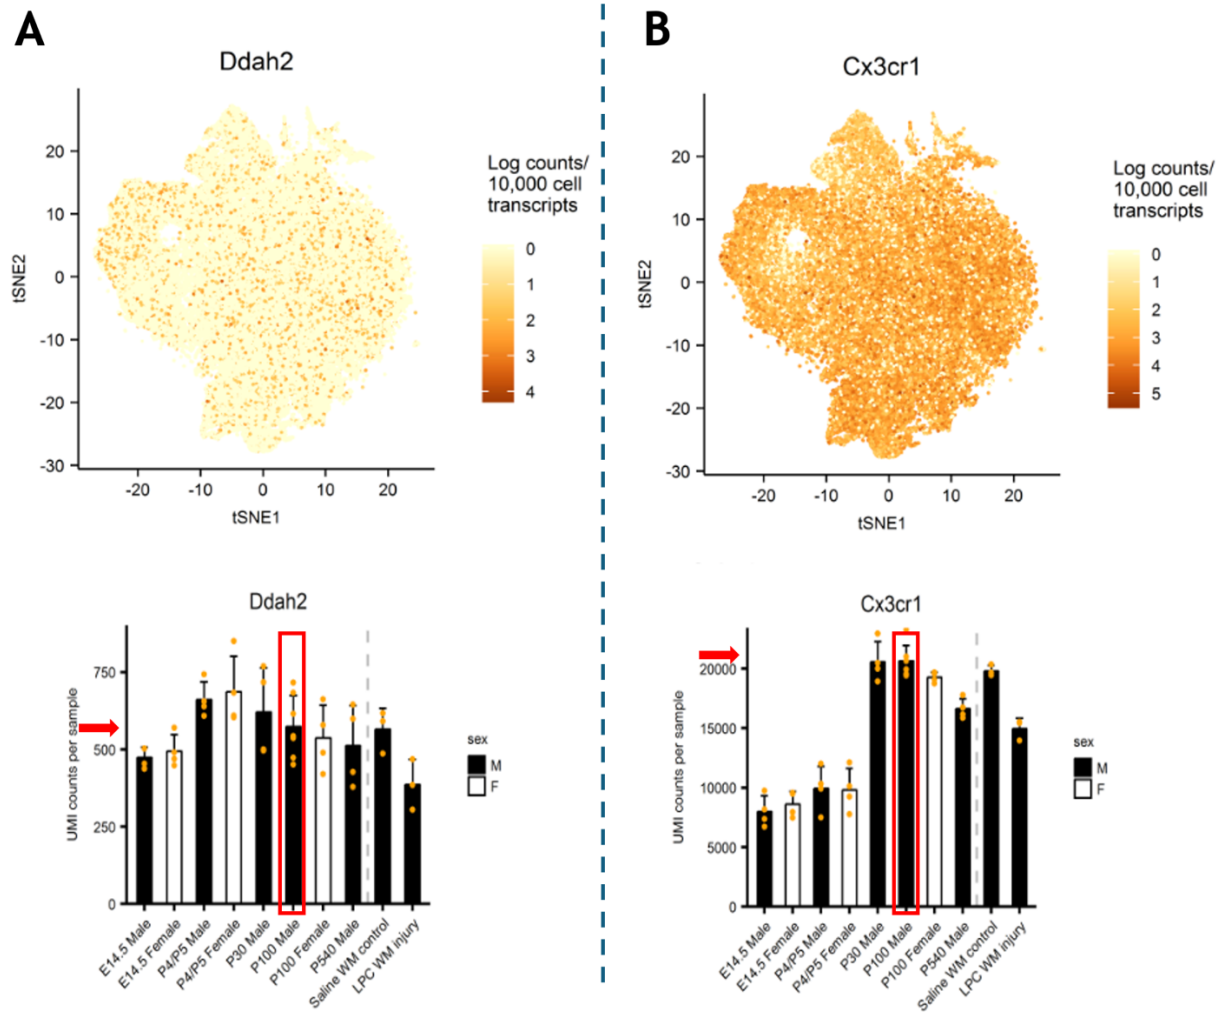 A
Ddah2
20
10
0
-10
-20
-30
tSNE2
-20 -10 0 10 20
tSNE1
Log counts/
10,000 cell
transcripts
0
1
2
3
4
Ddah2
750
500
250
0
UMI counts per sample
E14.5 Male
E14.5 Female
P4/P5 Male
P4/P5 Female
P30 Male
P100 Male
P100 Female
P540 Male
Saline WM control
LPC WM injury
sex
M
F
B
Cx3cr1
20
10
0
-10
-20
-30
tSNE2
-20 -10 0 10 20
tSNE1
Log counts/
10,000 cell
transcripts
0
1
2
3
4
5
Cx3cr1
20000
15000
10000
5000
0
UMI counts per sample
E14.5 Male
E14.5 Female
P4/P5 Male
P4/P5 Female
P30 Male
P100 Male
P100 Female
P540 Male
Saline WM control
LPC WM injury
sex
M
F